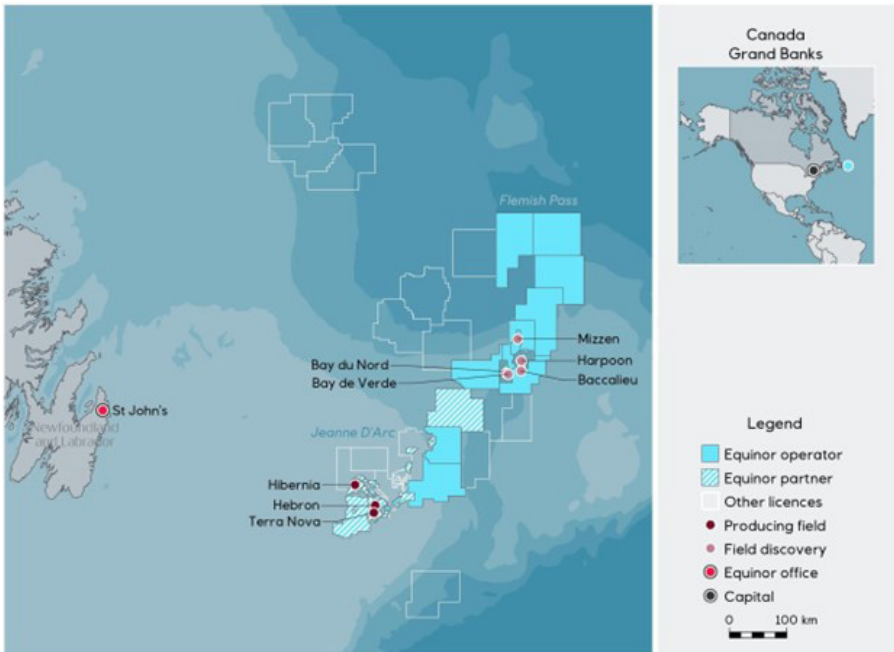 Canada
Grand Banks
Flemish Pass
Mizzen
Bay du Nord
Harpoon
Bay de Verde
Baccalieu
St John's
Newfoundland
and Labrador
Jeanne D'Arc
Hibernia
Hebron
Terra Nova
Legend
Equinor operator
Equinor partner
Other licences
Producing field
Field discovery
Equinor office
Capital
0 100 km